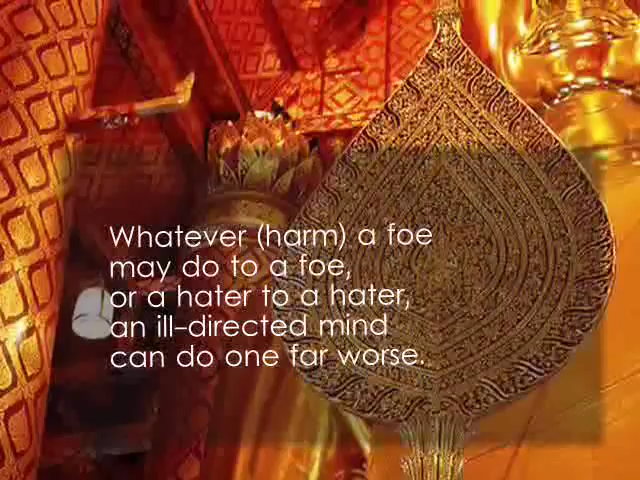 Whatever (harm) a foe
may do to a foe,
or a hater to a hater,
an ill-directed mind
can do one far worse.